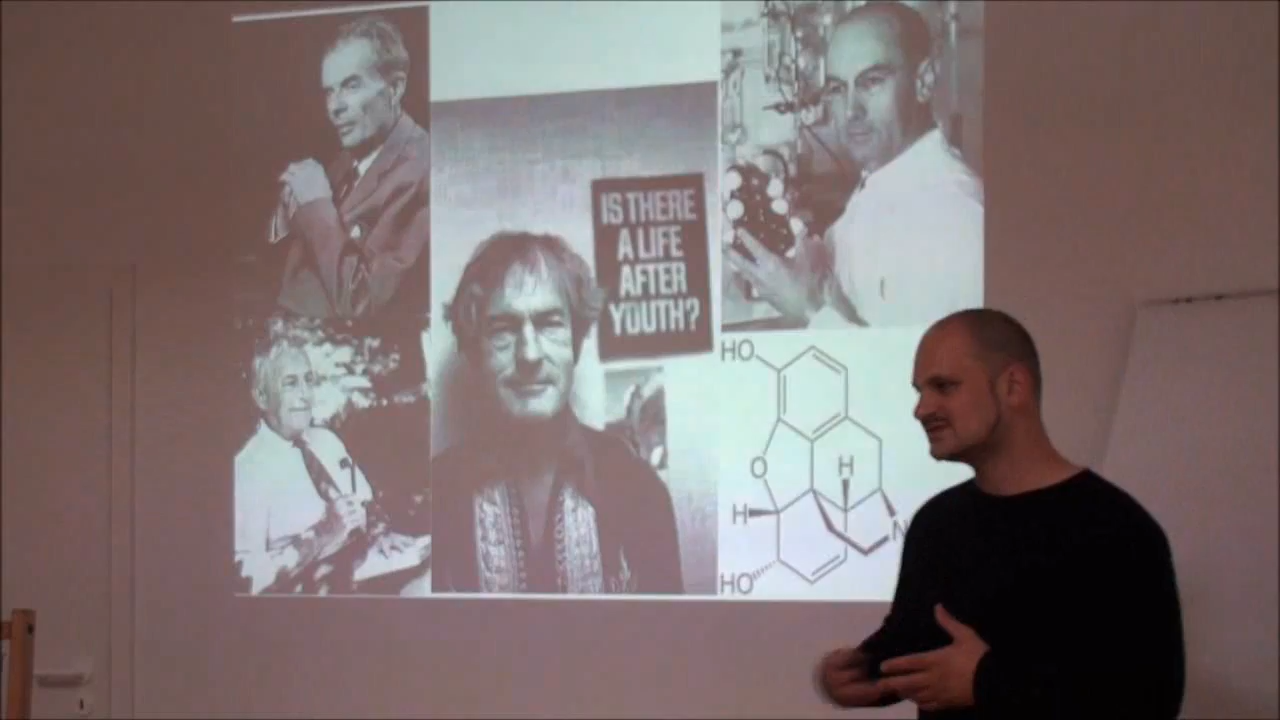 IS THERE
A LIFE
AFTER
YOUTH?
HO
O
H
H
N
HO